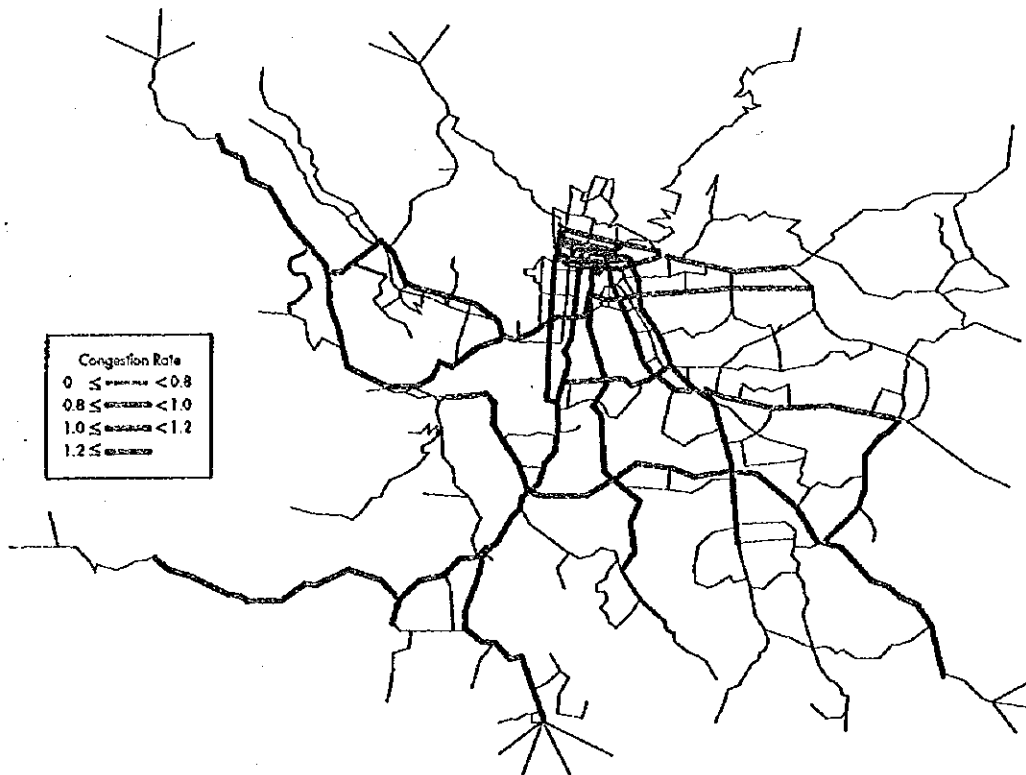 Congestion Rate
0 ≤ < 0.8
0.8 ≤ < 1.0
1.0 ≤ < 1.2
1.2 ≤